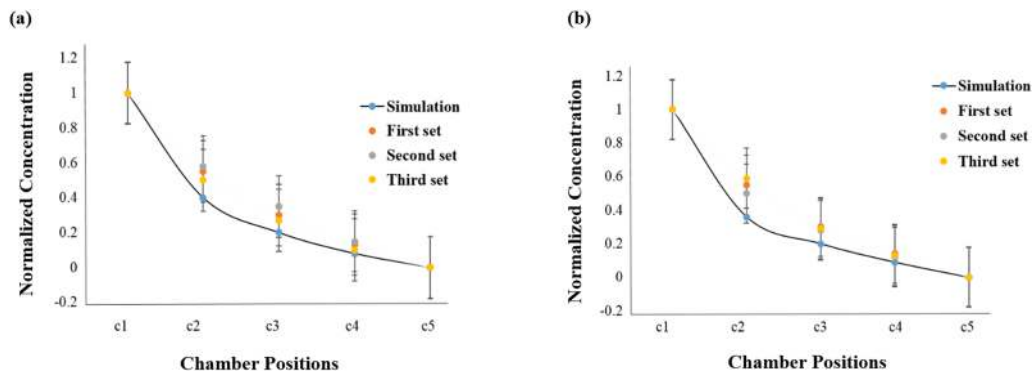 (a)
1.2
1
0.8
0.6
0.4
0.2
0
-0.2
Normalized Concentration
Simulation
First set
Second set
Third set
c1 c2 c3 c4 c5
Chamber Positions
(b)
1.2
1
0.8
0.6
0.4
0.2
0
-0.2
Normalized Concentration
Simulation
First set
Second set
Third set
c1 c2 c3 c4 c5
Chamber Positions